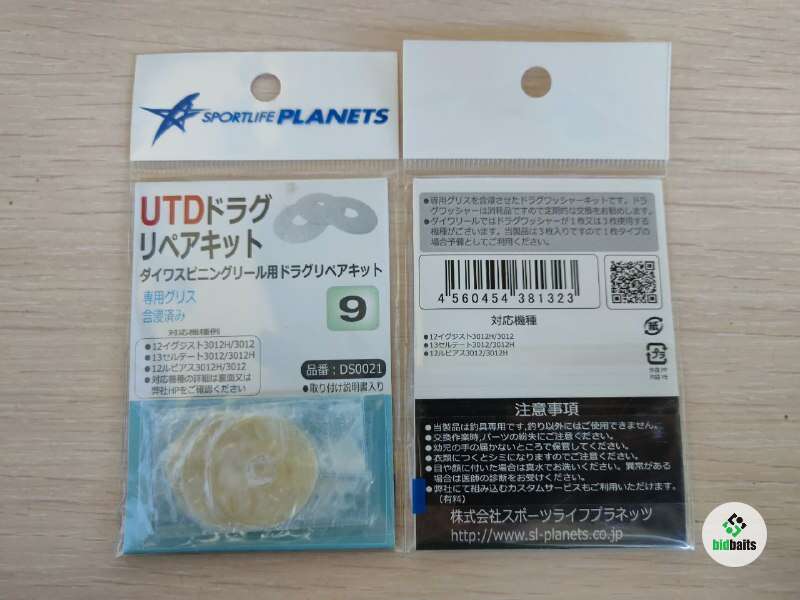 SPORTLIFE PLANETS
UTDドラグ
リペアキット
ダイワスピニングリール用ドラグリペアキット
専用グリス
含浸済み
9
対応機種例
●12イグジスト3012H/3012
●13セルテート3012/3012H
●12ルビアス3012H/3012
●対応機種の詳細は裏面又は
弊社HPをご確認ください
品番:DS0021
●取り付け説明書入り
●専用グリスを含浸させたドラグワッシャーキットです。ドラ
グワッシャーは消耗品ですので定期的な交換をお勧めします。
●ダイワリールではドラグワッシャーが1枚又は3枚使用する
機種がございます。当製品は3枚入りですので1枚タイプの
場合予備としてご利用ください。
4 560454 381323
対応機種
●12イグジスト3012H/3012
●13セルテート3012/3012H
●12ルビアス3012/3012H
紙
プラ
注意事項
●当製品は釣具専用です,釣り以外にはご使用できません。
●交換作業時,パーツの紛失にご注意ください。
●幼児の手の届かないところで保管してください。
●衣類につくとシミになりますのでご注意ください。
●目や顔に付いた場合は真水でお洗いください。異常がある
場合は医師の診断をお受けください。
●弊社にて組み込むカスタムサービスもご利用いただけます。
(有料)
株式会社スポーツライフプラネッツ
http://www.sl-planets.co.jp
bidbaits